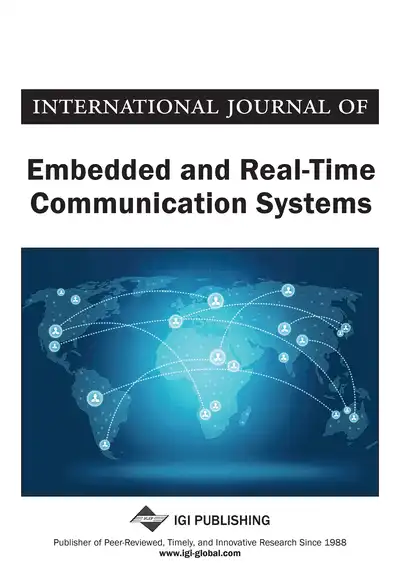 INTERNATIONAL JOURNAL OF
Embedded and Real-Time
Communication Systems
IGI PUBLISHING
Publisher of Peer-Reviewed, Timely, and Innovative Research Since 1988
www.igi-global.com